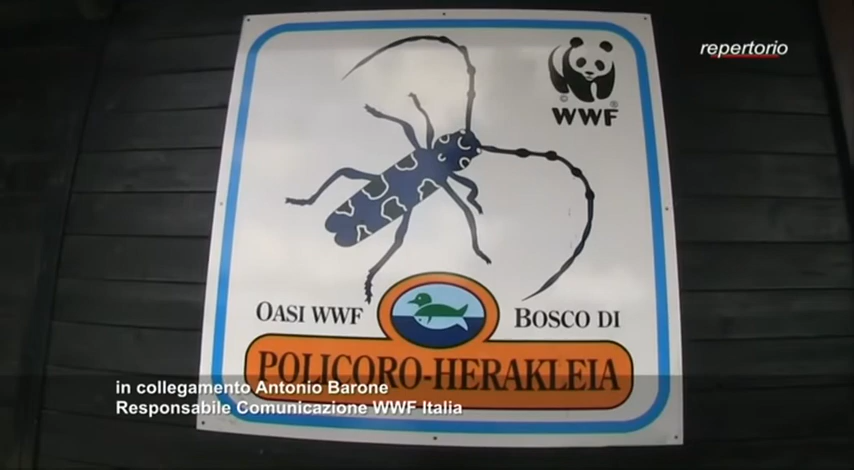 repertorio
©
®
WWF
OASI WWF
BOSCO DI
POLICORO-HERAKLEIA
in collegamento Antonio Barone
Responsabile Comunicazione WWF Italia